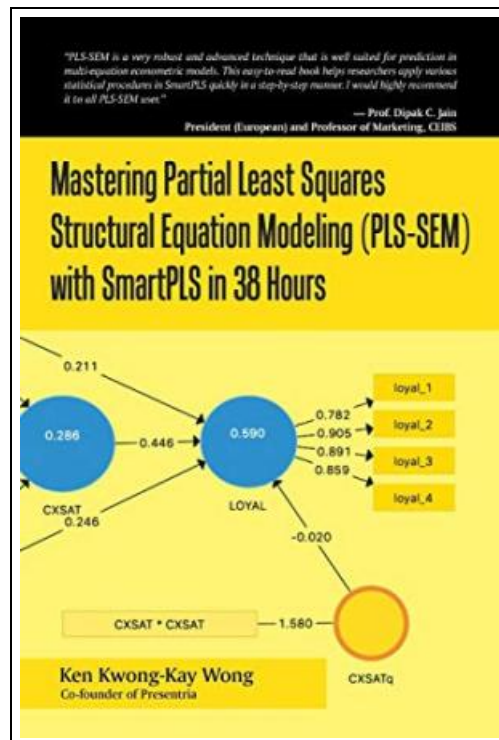 "PLS-SEM is a very robust and advanced technique that is well suited for prediction in
multi-equation econometric models. This easy-to-read book helps researchers apply various
statistical procedures in SmartPLS quickly in a step-by-step manner. I would highly recommend
it to all PLS-SEM user."
— Prof. Dipak C. Jain
President (European) and Professor of Marketing, CEIBS
Mastering Partial Least Squares
Structural Equation Modeling (PLS-SEM)
with SmartPLS in 38 Hours
0.211
0.286
0.446
0.590
0.782
0.905
0.891
0.859
loyal_1
loyal_2
loyal_3
loyal_4
CXSAT
0.246
LOYAL
-0.020
CXSAT * CXSAT
1.580
CXSATq
Ken Kwong-Kay Wong
Co-founder of Presentria